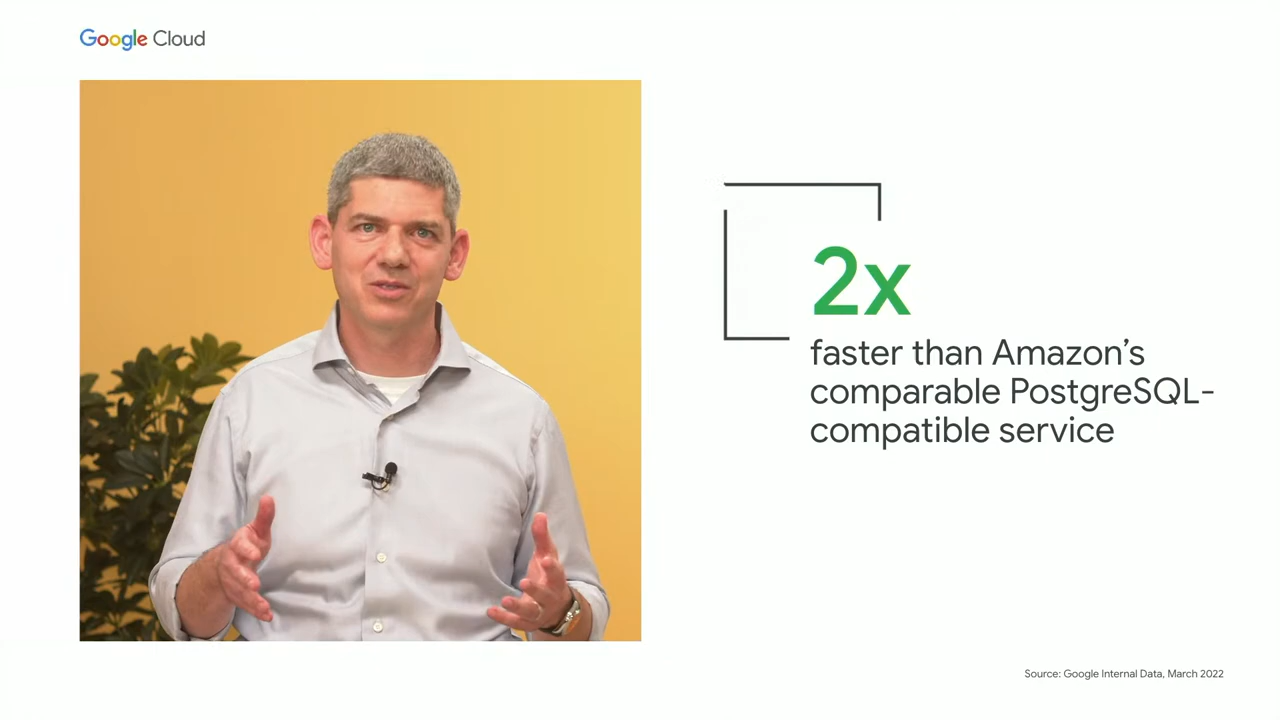 Google Cloud
2x
faster than Amazon’s
comparable PostgreSQL-
compatible service
Source: Google Internal Data, March 2022